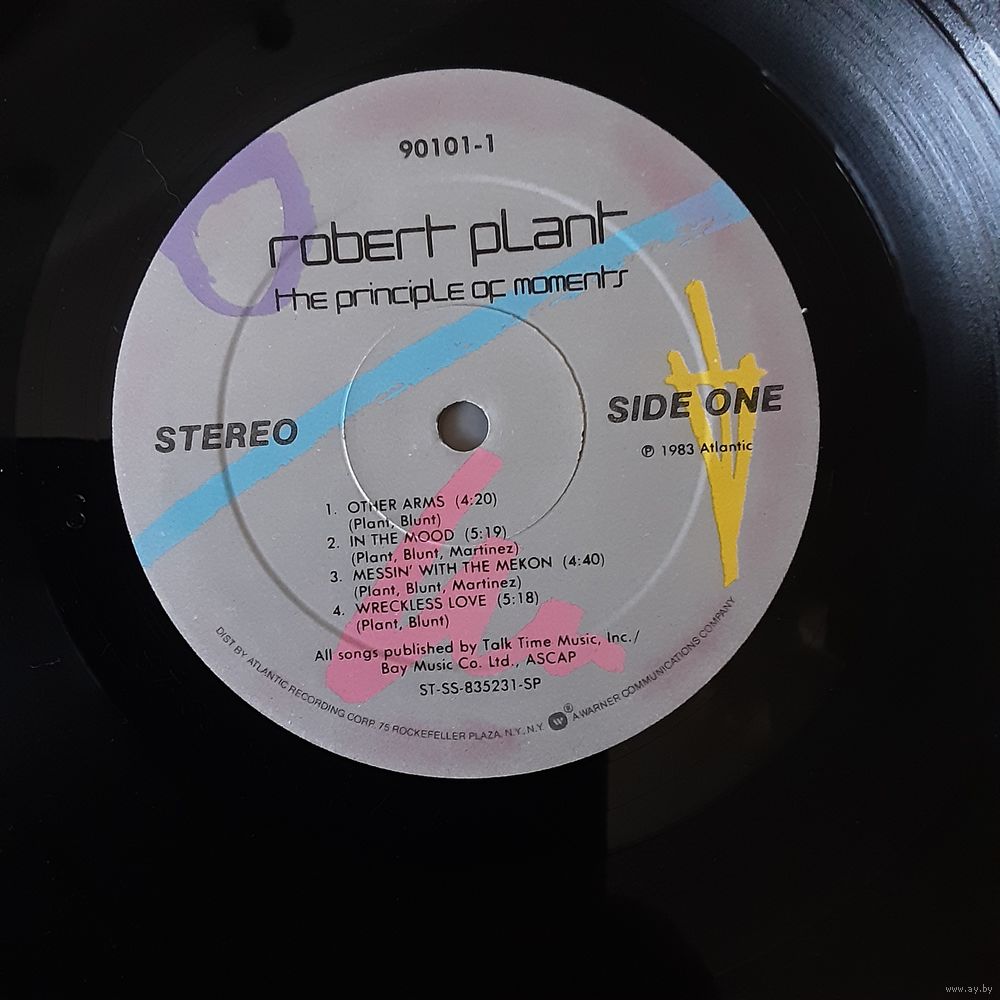 90101-1
robert plant
the principle of moments
STEREO
SIDE ONE
℗ 1983 Atlantic
1. OTHER ARMS (4:20)
(Plant, Blunt)
2. IN THE MOOD (5:19)
(Plant, Blunt, Martinez)
3. MESSIN' WITH THE MEKON (4:40)
(Plant, Blunt, Martinez)
4. WRECKLESS LOVE (5:18)
(Plant, Blunt)
All songs published by Talk Time Music, Inc./
Bay Music Co. Ltd., ASCAP
ST-SS-835231-SP
DIST BY ATLANTIC RECORDING CORP. 75 ROCKEFELLER PLAZA, N.Y., N.Y. ® A WARNER COMMUNICATIONS COMPANY
www.ay.by